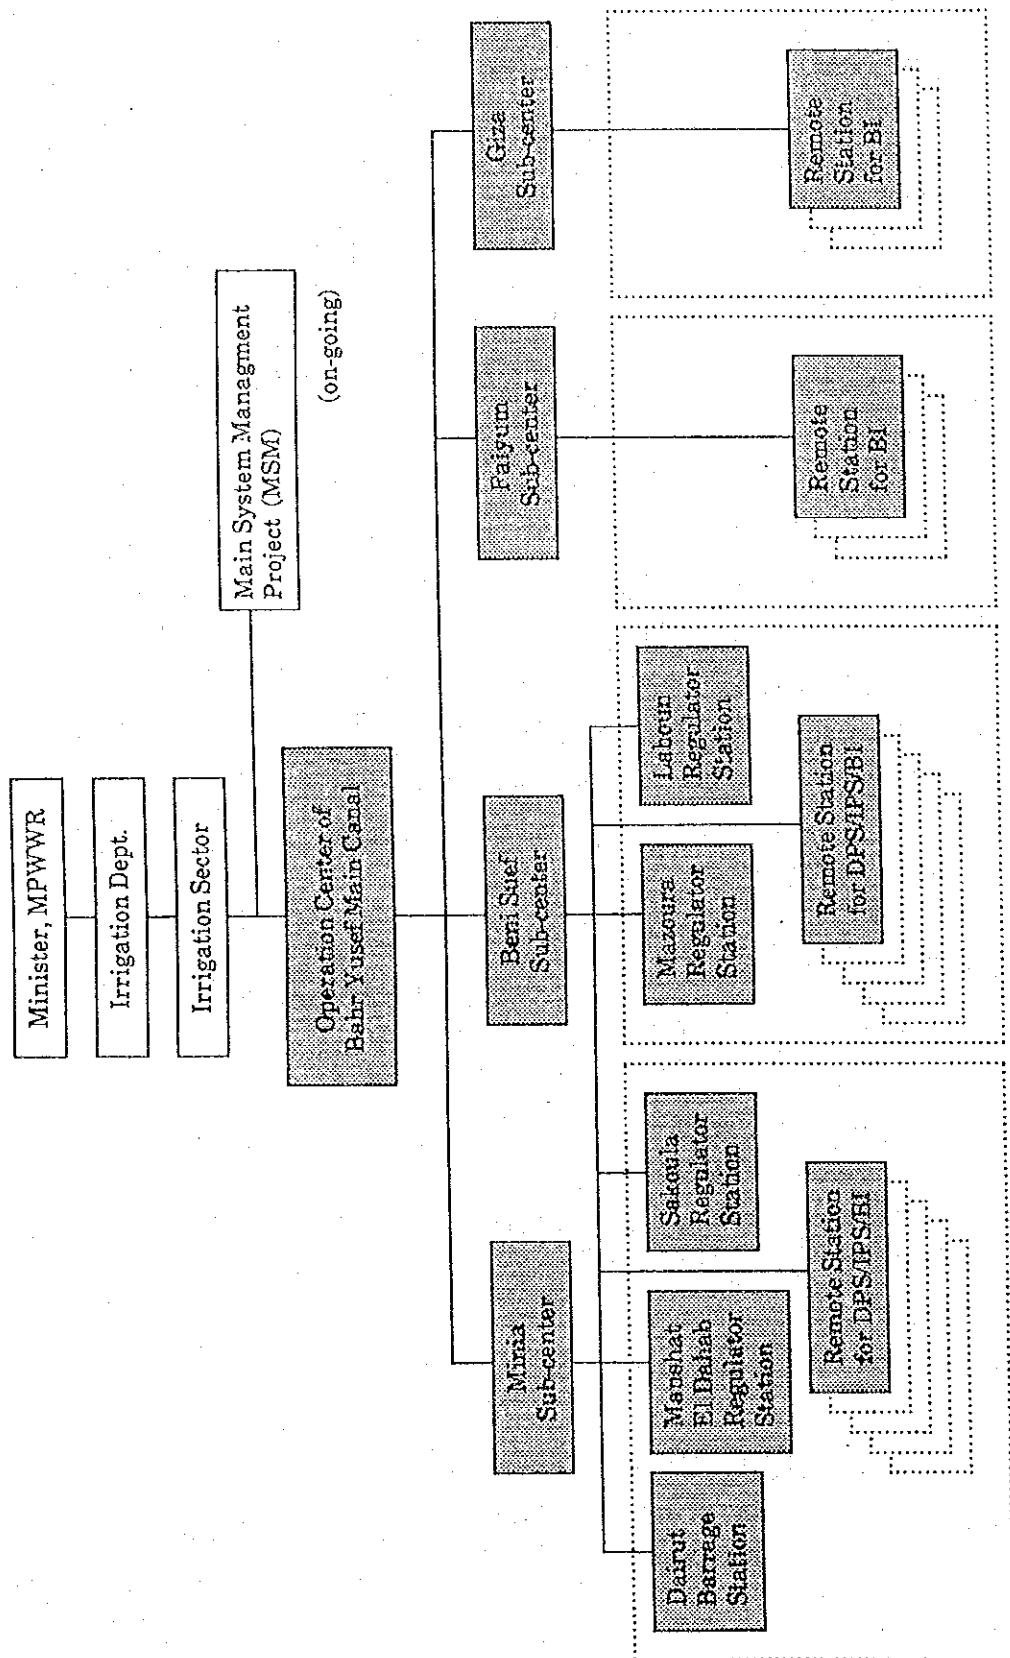 Minister, MPWWR
Irrigation Dept.
Irrigation Sector
Main System Managment
Project (MSM)
(on-going)
Operation Center of
Bahr Yusef Main Canal
Minia
Sub-center
Beni Suef
Sub-center
Faiyum
Sub-center
Giza
Sub-center
Dairut
Barrage
Station
Manshat
El Dahab
Regulator
Station
Sakoula
Regulator
Station
Mazoura
Regulator
Station
Lahoun
Regulator
Station
Remote Station
for DPS/IPS/BI
Remote Station
for DPS/IPS/BI
Remote
Station
for BI
Remote
Station
for BI